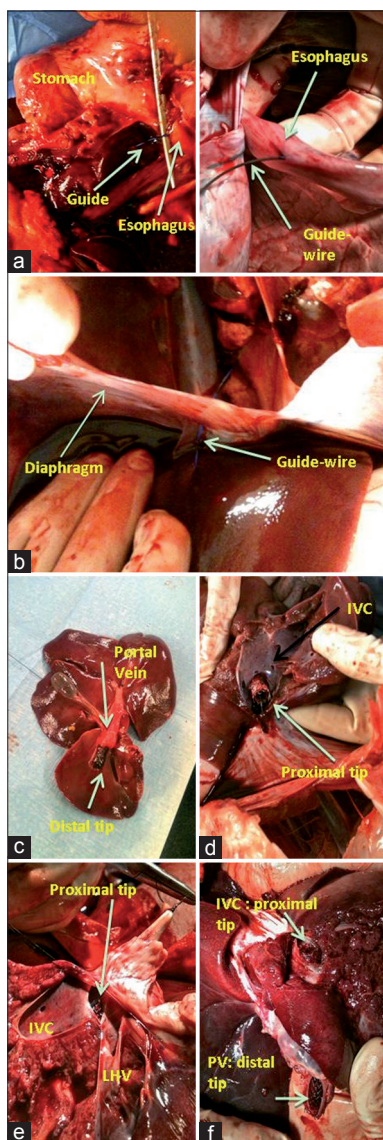 Stomach
Guide
Esophagus
a
Esophagus
Guide-
wire
Diaphragm
Guide-wire
b
Portal
Vein
Distal tip
c
IVC
Proximal tip
d
Proximal tip
IVC
LHV
e
IVC : proximal
tip
PV: distal
tip
f